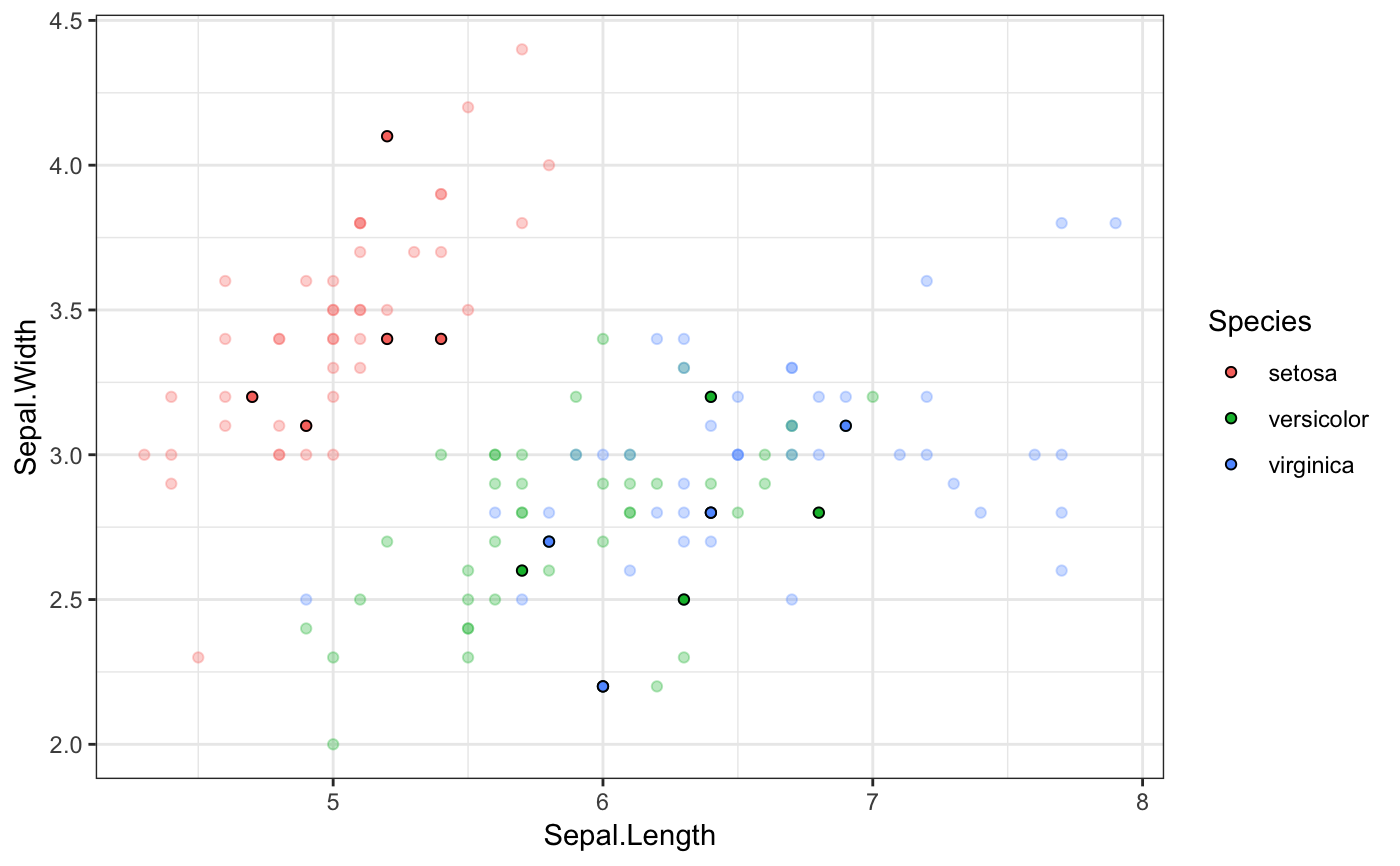 4.5
4.0
3.5
3.0
2.5
2.0
Sepal.Width
5 6 7 8
Sepal.Length
Species
setosa
versicolor
virginica